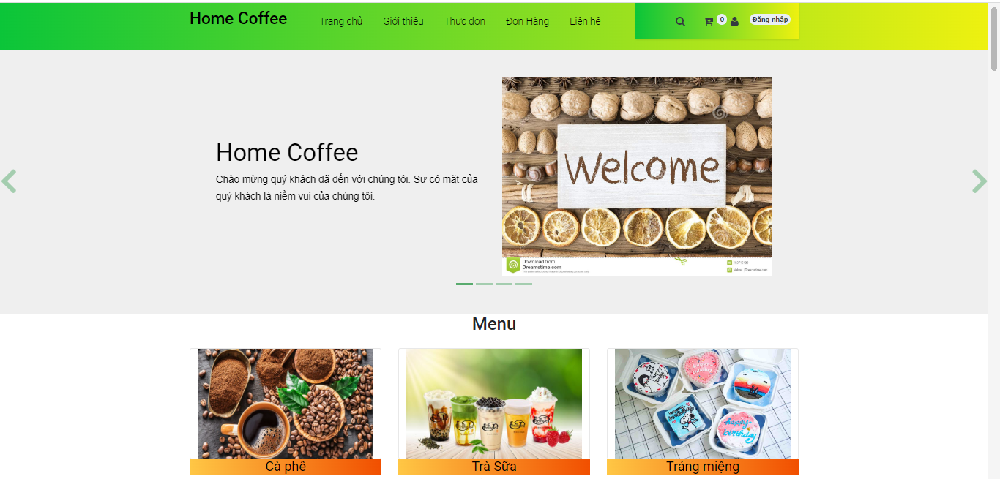 Home Coffee
Trang chủ
Giới thiệu
Thực đơn
Đơn Hàng
Liên hệ
0
Đăng nhập
Welcome
Home Coffee
Chào mừng quý khách đã đến với chúng tôi. Sự có mặt của
quý khách là niềm vui của chúng tôi.
Download from
Dreamstime.com
Menu
happy
birthday
Cà phê
Trà Sữa
Tráng miệng